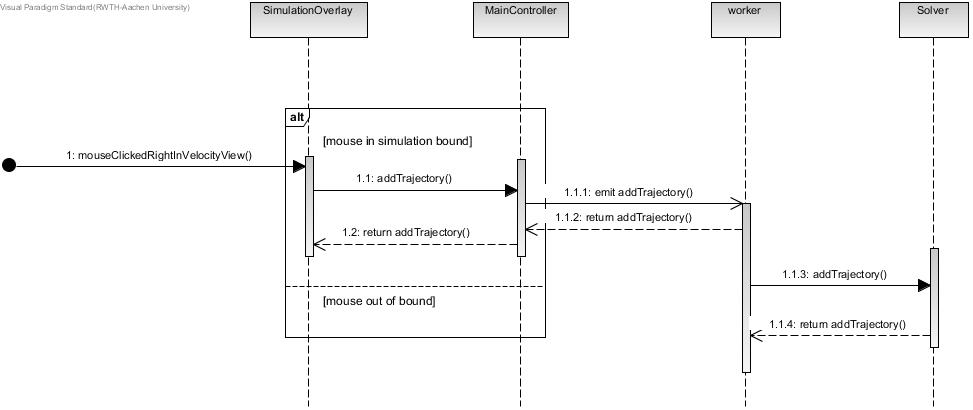 Visual Paradigm Standard(RWTH-Aachen University)
SimulationOverlay
MainController
worker
Solver
alt
[mouse in simulation bound]
1: mouseClickedRightInVelocityView()
1.1: addTrajectory()
1.1.1: emit addTrajectory()
1.1.2: return addTrajectory()
1.2: return addTrajectory()
1.1.3: addTrajectory()
[mouse out of bound]
1.1.4: return addTrajectory()